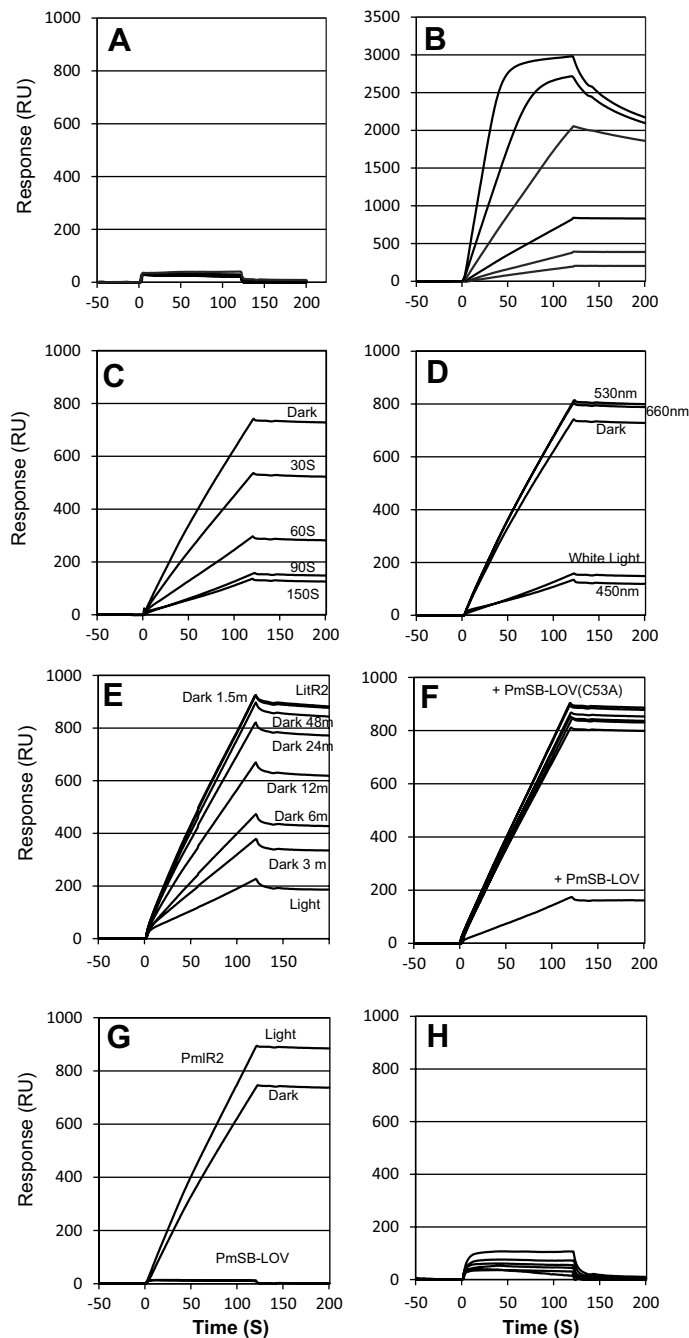 A
Response (RU)
1000
800
600
400
200
0
-50 0 50 100 150 200
B
3500
3000
2500
2000
1500
1000
500
0
-50 0 50 100 150 200
C
Response (RU)
1000
800
600
400
200
0
Dark
30S
60S
90S
150S
-50 0 50 100 150 200
D
1000
800
600
400
200
0
530nm
660nm
Dark
White Light
450nm
-50 0 50 100 150 200
E
Response (RU)
1000
800
600
400
200
0
Dark 1.5m
LitR2
Dark 48m
Dark 24m
Dark 12m
Dark 6m
Dark 3 m
Light
-50 0 50 100 150 200
F
1000
800
600
400
200
0
+ PmSB-LOV(C53A)
+ PmSB-LOV
-50 0 50 100 150 200
G
Response (RU)
1000
800
600
400
200
0
Light
PmlR2
Dark
PmSB-LOV
-50 0 50 100 150 200
Time (S)
H
1000
800
600
400
200
0
-50 0 50 100 150 200
Time (S)